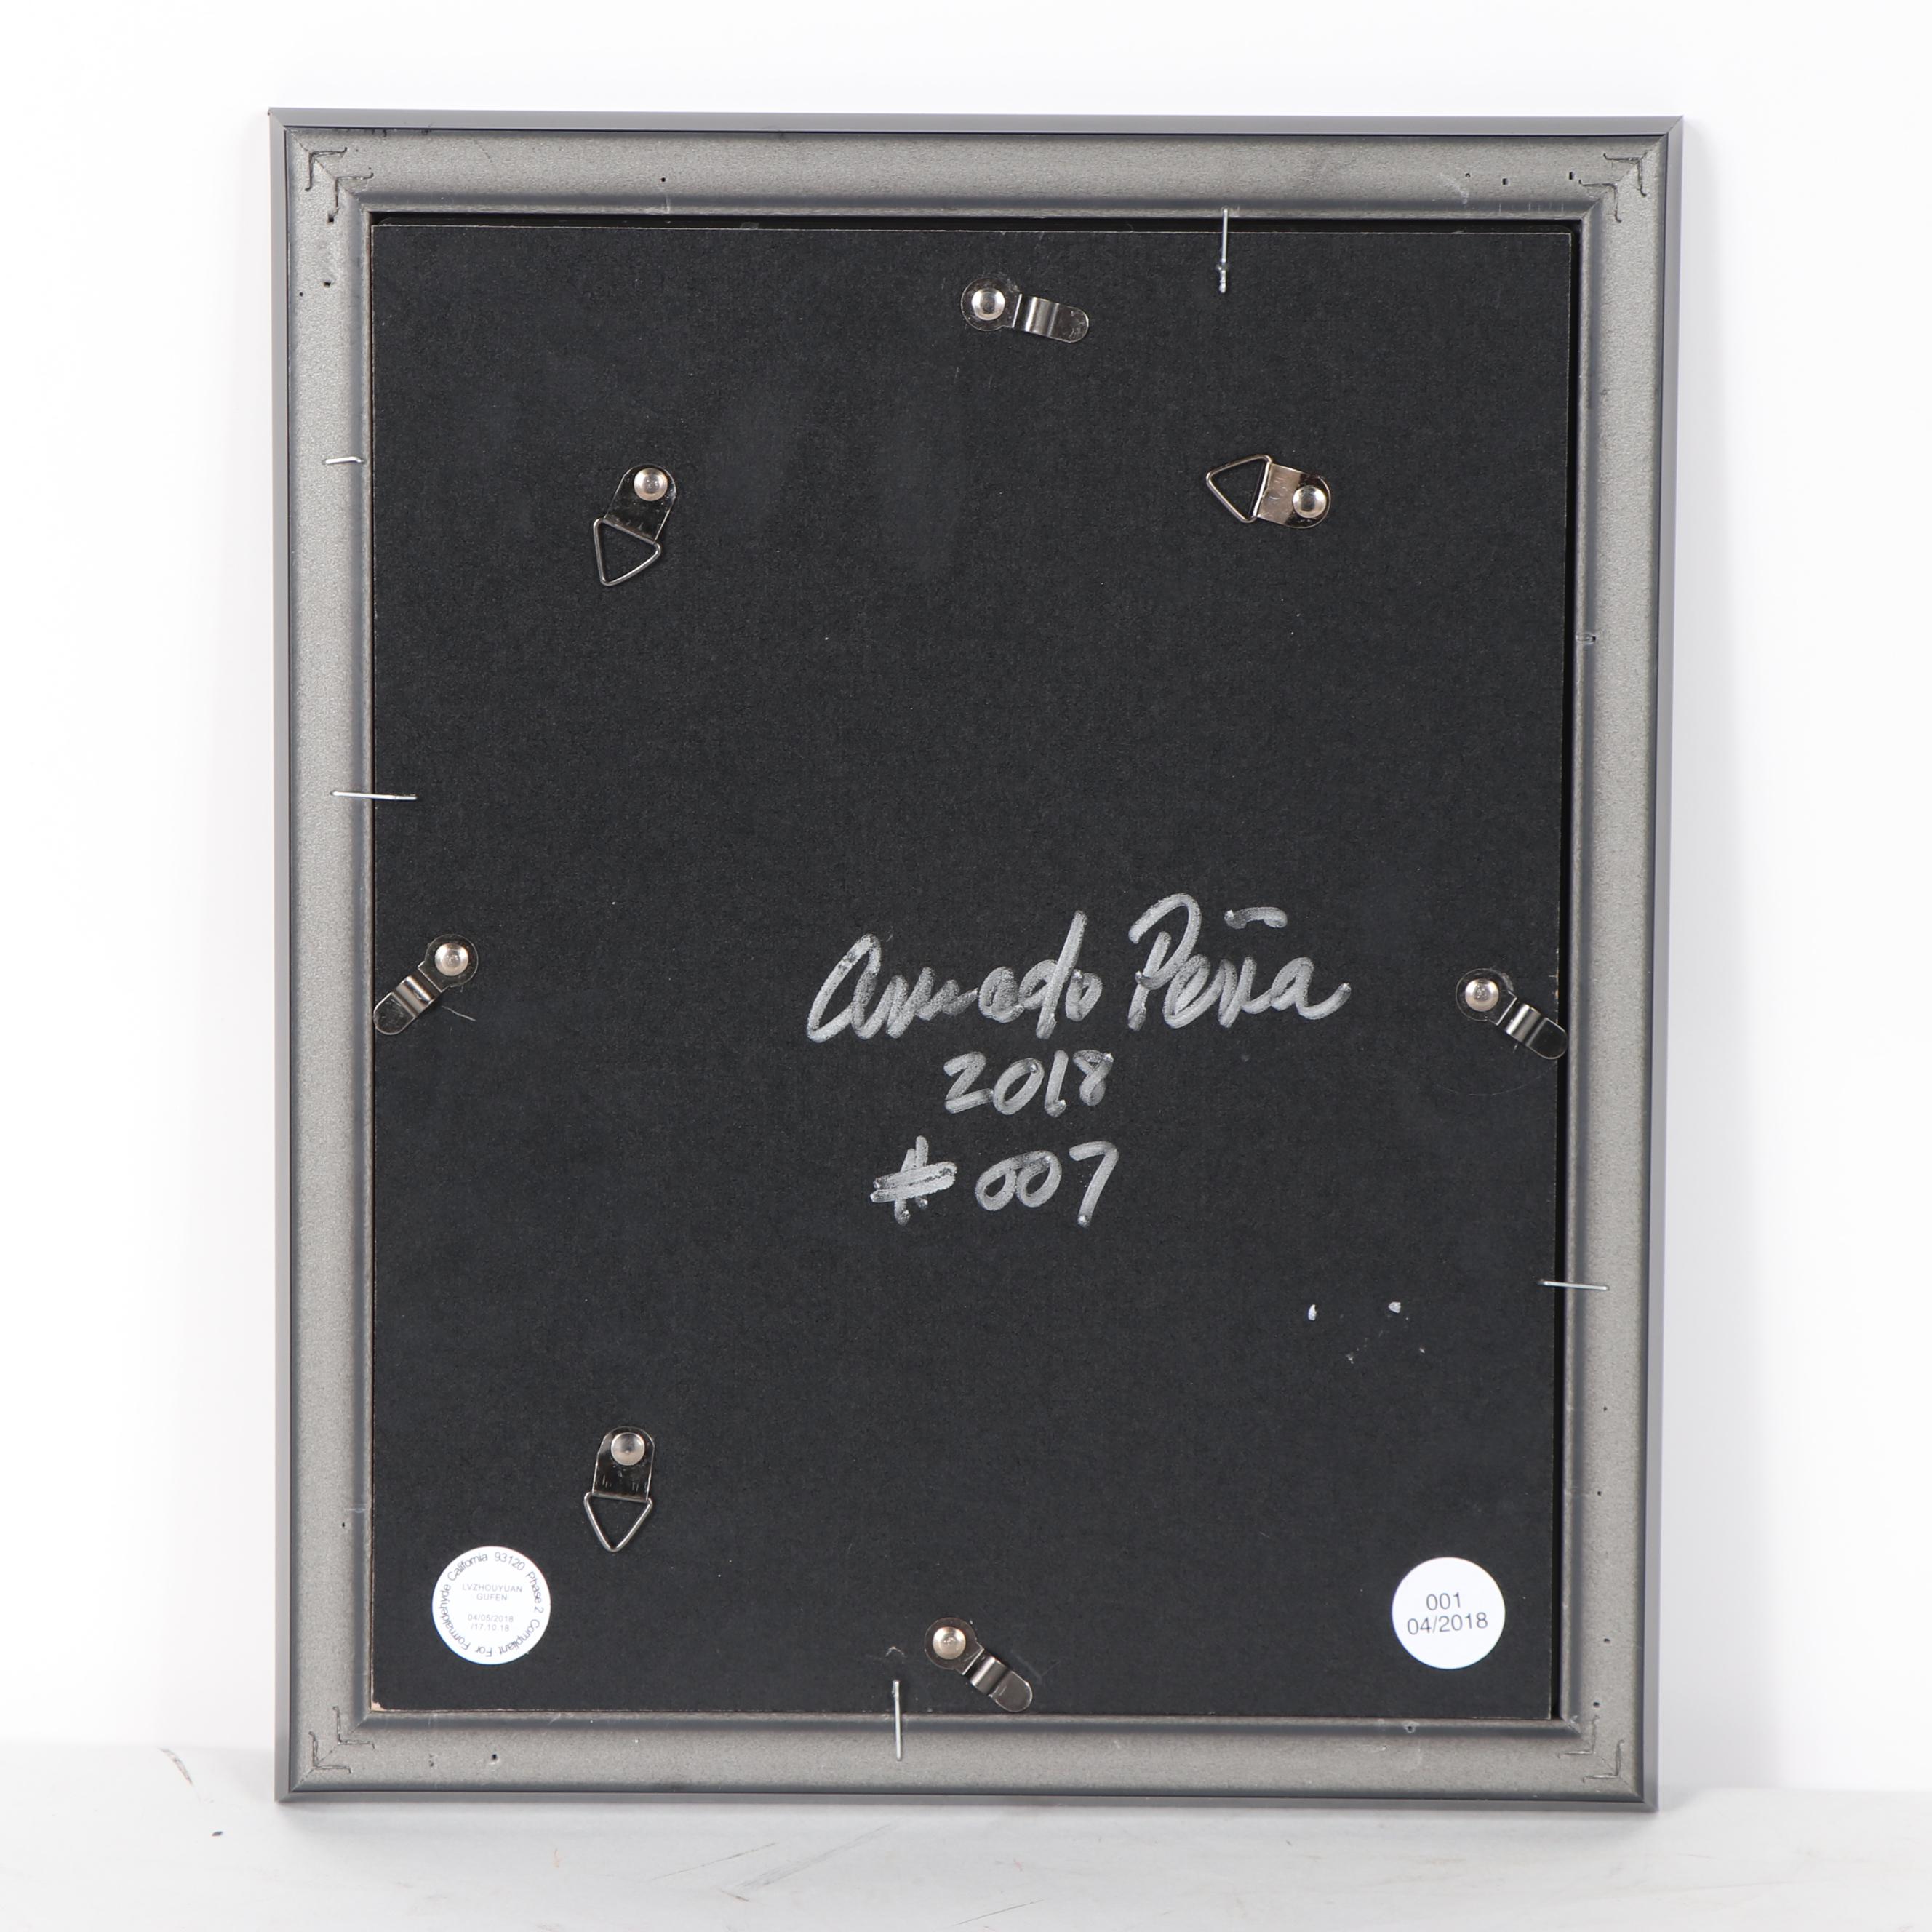 Amado Peña
2018
#007
Formaldehyde California 93120 Phase 2 Compliant For
LVZHOUYUAN
GUFEN
04/05/2018
/17.10.18
001
04/2018